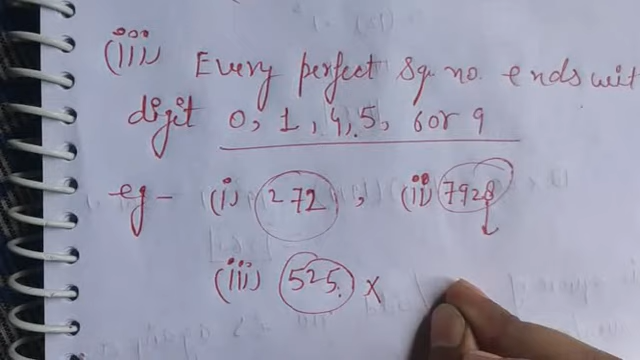 (iii) Every perfect sq. no. ends wit
digit 0, 1, 4, 5, 6 or 9
eg - (i) 272, (ii) 7928
(iii) 525. x